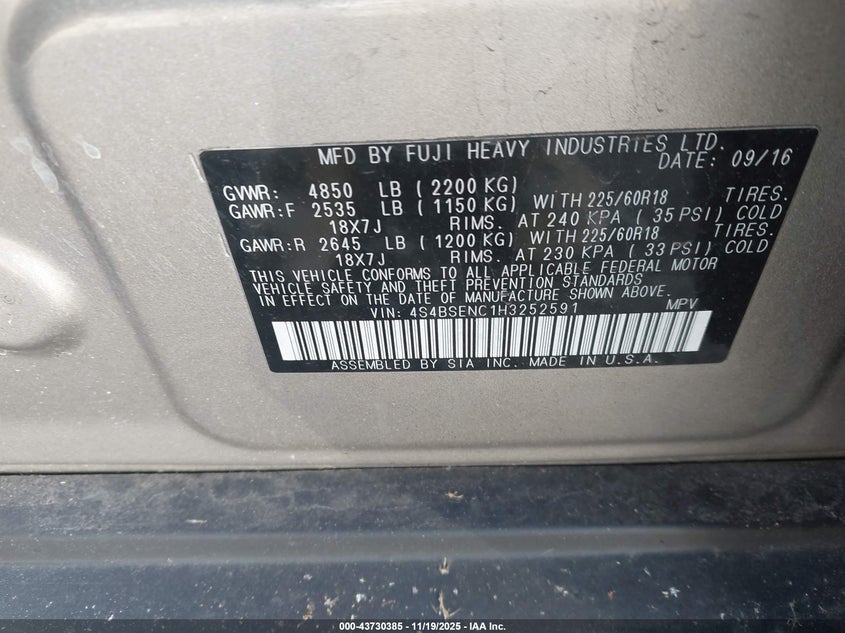 MFD BY FUJI HEAVY INDUSTRIES LTD.
DATE: 09/16
GVWR: 4850 LB (2200 KG)
GAWR:F 2535 LB (1150 KG) WITH 225/60R18 TIRES.
18X7J RIMS. AT 240 KPA (35 PSI) COLD
GAWR:R 2645 LB (1200 KG) WITH 225/60R18 TIRES.
18X7J RIMS. AT 230 KPA (33 PSI) COLD
THIS VEHICLE CONFORMS TO ALL APPLICABLE FEDERAL MOTOR
VEHICLE SAFETY AND THEFT PREVENTION STANDARDS
IN EFFECT ON THE DATE OF MANUFACTURE SHOWN ABOVE.
VIN: 4S4BSENC1H3252591 MPV
ASSEMBLED BY SIA INC. MADE IN U.S.A.
000-43730385 - 11/19/2025 - IAA Inc.